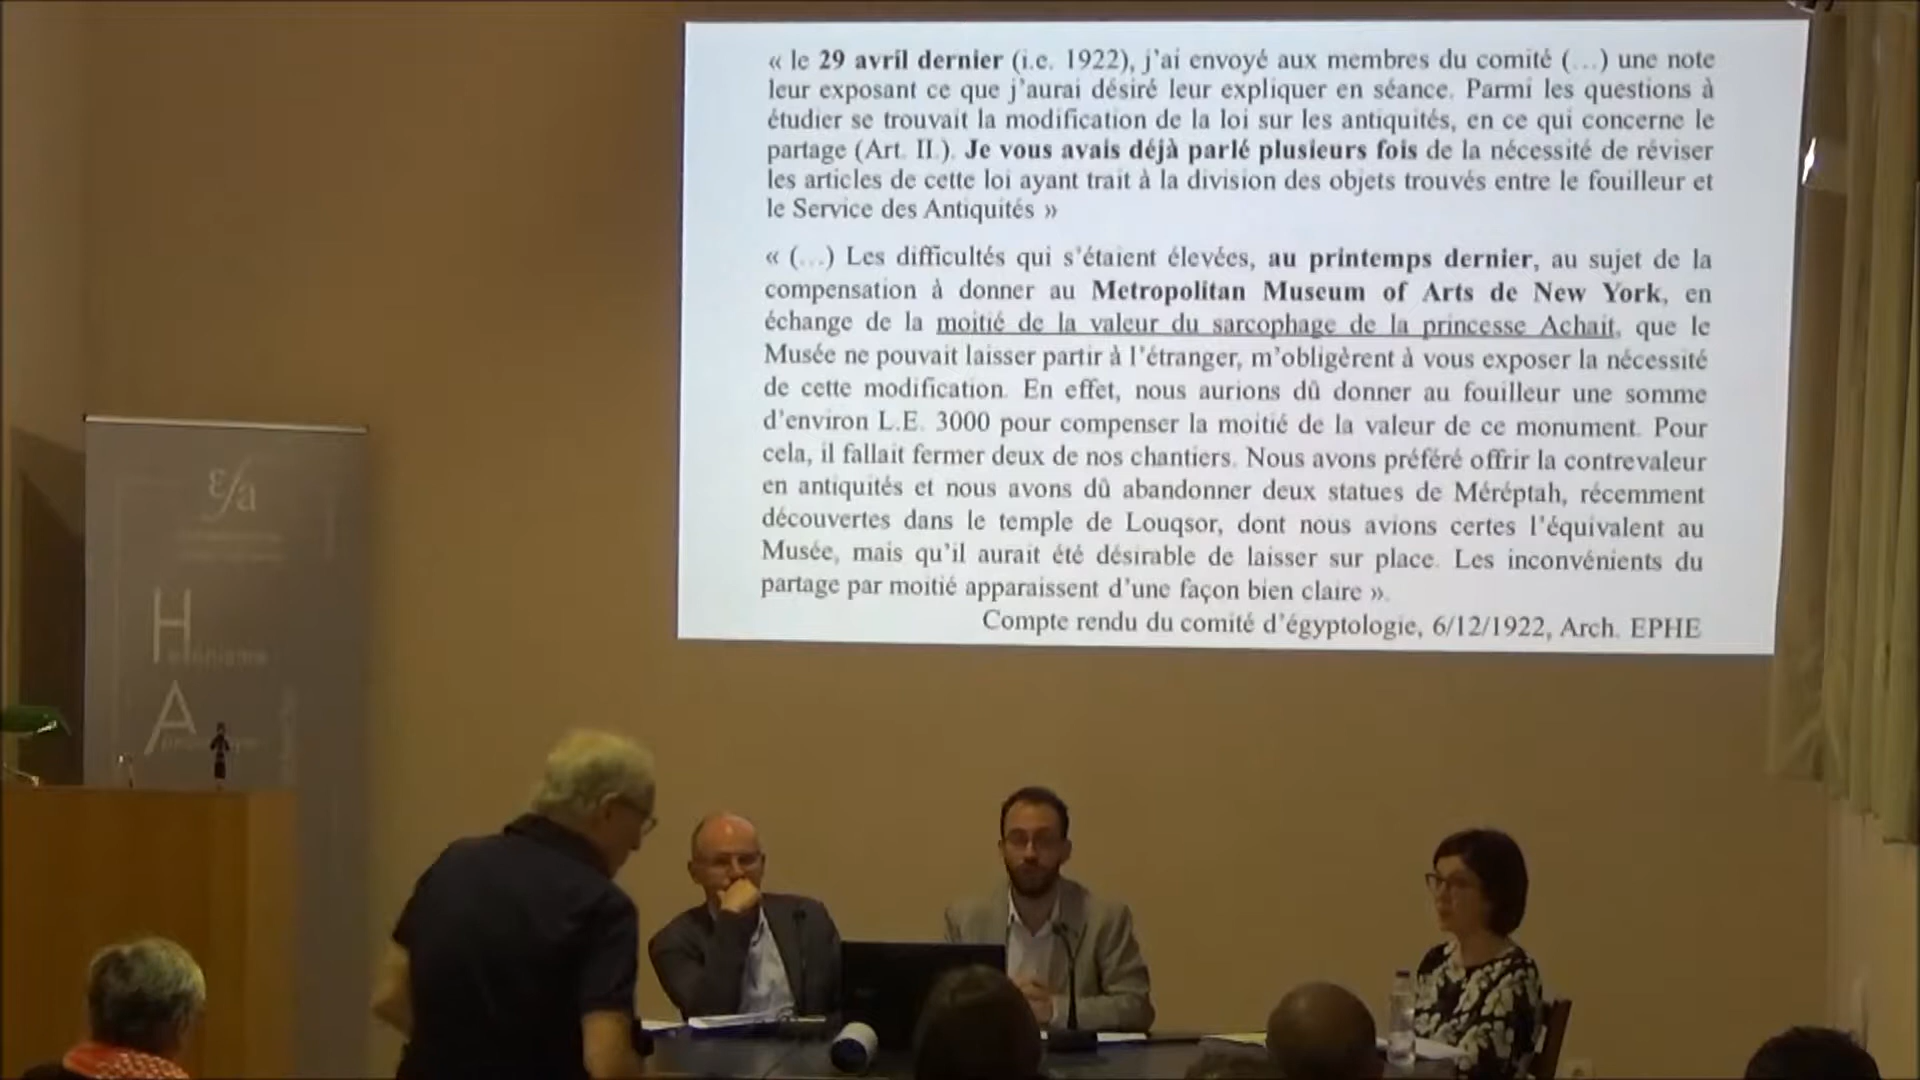 « le 29 avril dernier (i.e. 1922), j'ai envoyé aux membres du comité (...) une note
leur exposant ce que j'aurai désiré leur expliquer en séance. Parmi les questions à
étudier se trouvait la modification de la loi sur les antiquités, en ce qui concerne le
partage (Art. II.). Je vous avais déjà parlé plusieurs fois de la nécessité de réviser
les articles de cette loi ayant trait à la division des objets trouvés entre le fouilleur et
le Service des Antiquités »
« (...) Les difficultés qui s'étaient élevées, au printemps dernier, au sujet de la
compensation à donner au Metropolitan Museum of Arts de New York, en
échange de la moitié de la valeur du sarcophage de la princesse Achait, que le
Musée ne pouvait laisser partir à l'étranger, m'obligèrent à vous exposer la nécessité
de cette modification. En effet, nous aurions dû donner au fouilleur une somme
d'environ L.E. 3000 pour compenser la moitié de la valeur de ce monument. Pour
cela, il fallait fermer deux de nos chantiers. Nous avons préféré offrir la contrevaleur
en antiquités et nous avons dû abandonner deux statues de Méréptah, récemment
découvertes dans le temple de Louqsor, dont nous avions certes l'équivalent au
Musée, mais qu'il aurait été désirable de laisser sur place. Les inconvénients du
partage par moitié apparaissent d'une façon bien claire ».
Compte rendu du comité d'égyptologie, 6/12/1922, Arch. EPHE
εfa
H
A